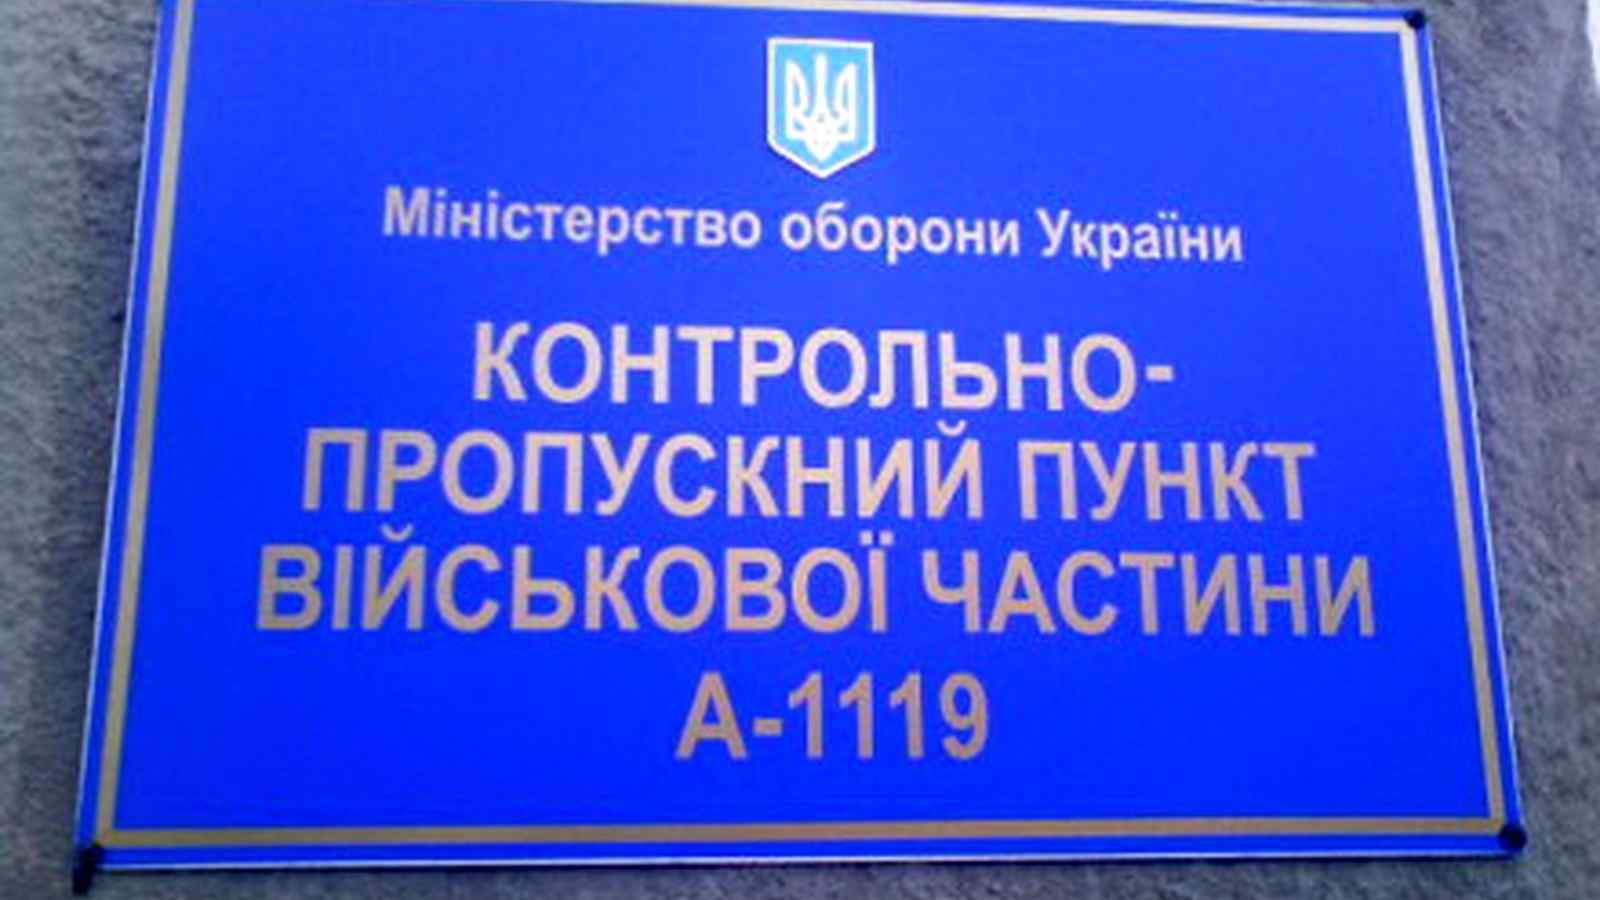 Міністерство оборони України
КОНТРОЛЬНО-
ПРОПУСКНИЙ ПУНКТ
ВІЙСЬКОВОЇ ЧАСТИНИ
А-1119